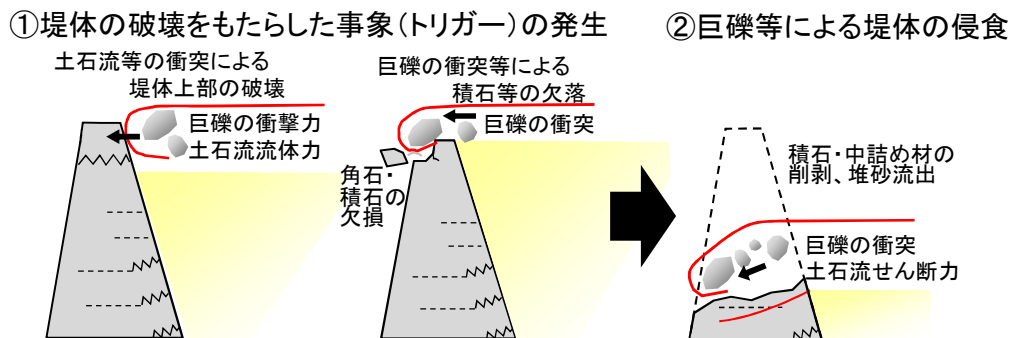 ①堤体の破壊をもたらした事象(トリガー)の発生
土石流等の衝突による
堤体上部の破壊
巨礫の衝撃力
土石流流体力
巨礫の衝突等による
積石等の欠落
巨礫の衝突
角石・
積石の
欠損
②巨礫等による堤体の侵食
積石・中詰め材の
削剥、堆砂流出
巨礫の衝突
土石流せん断力